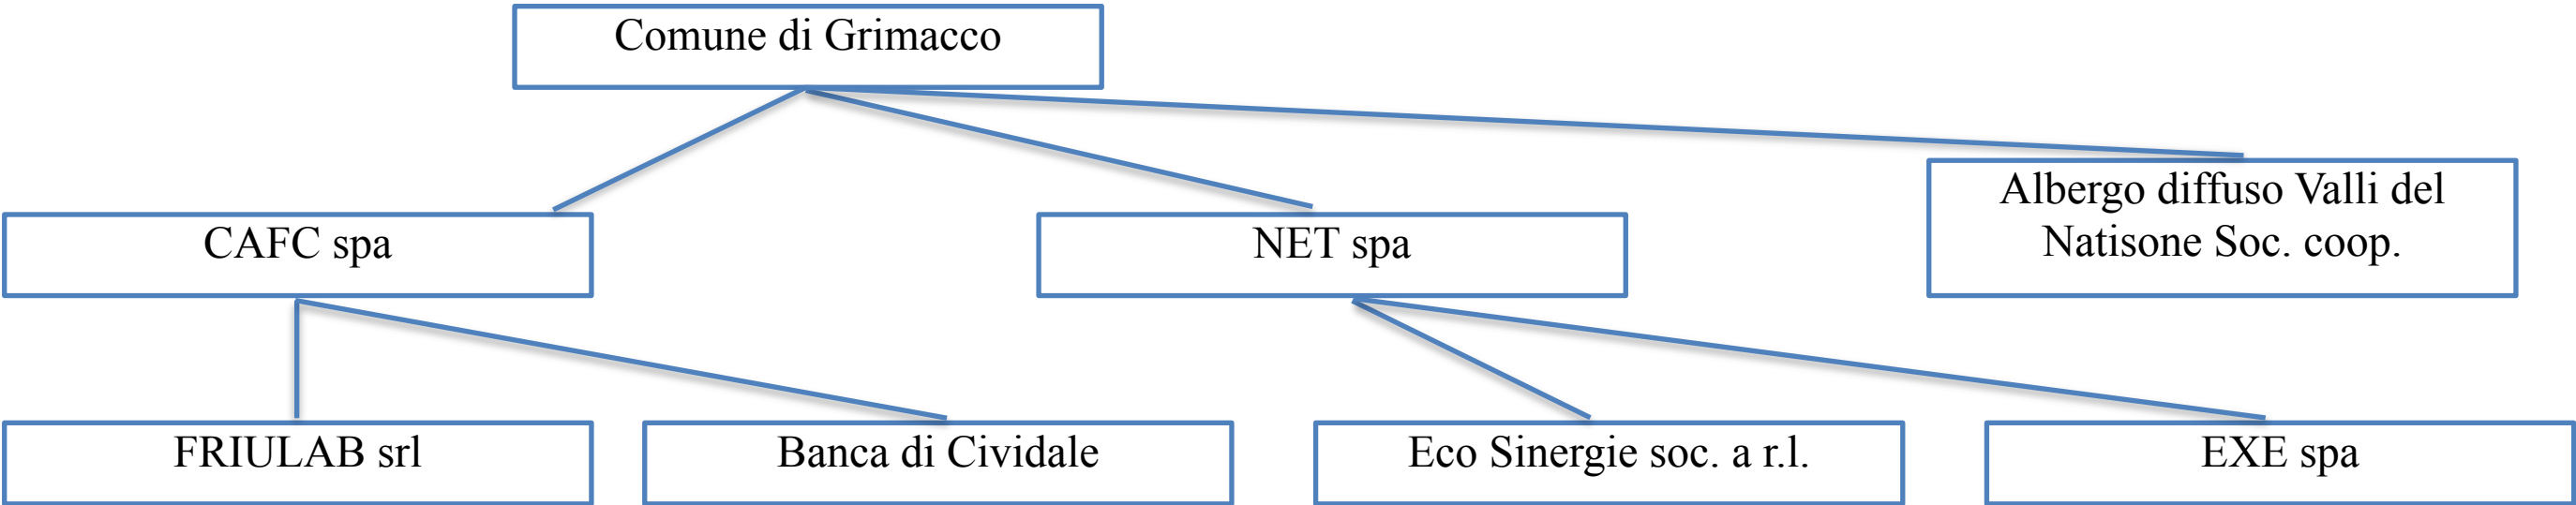 Comune di Grimacco
CAFC spa
NET spa
Albergo diffuso Valli del
Natisone Soc. coop.
FRIULAB srl
Banca di Cividale
Eco Sinergie soc. a r.l.
EXE spa